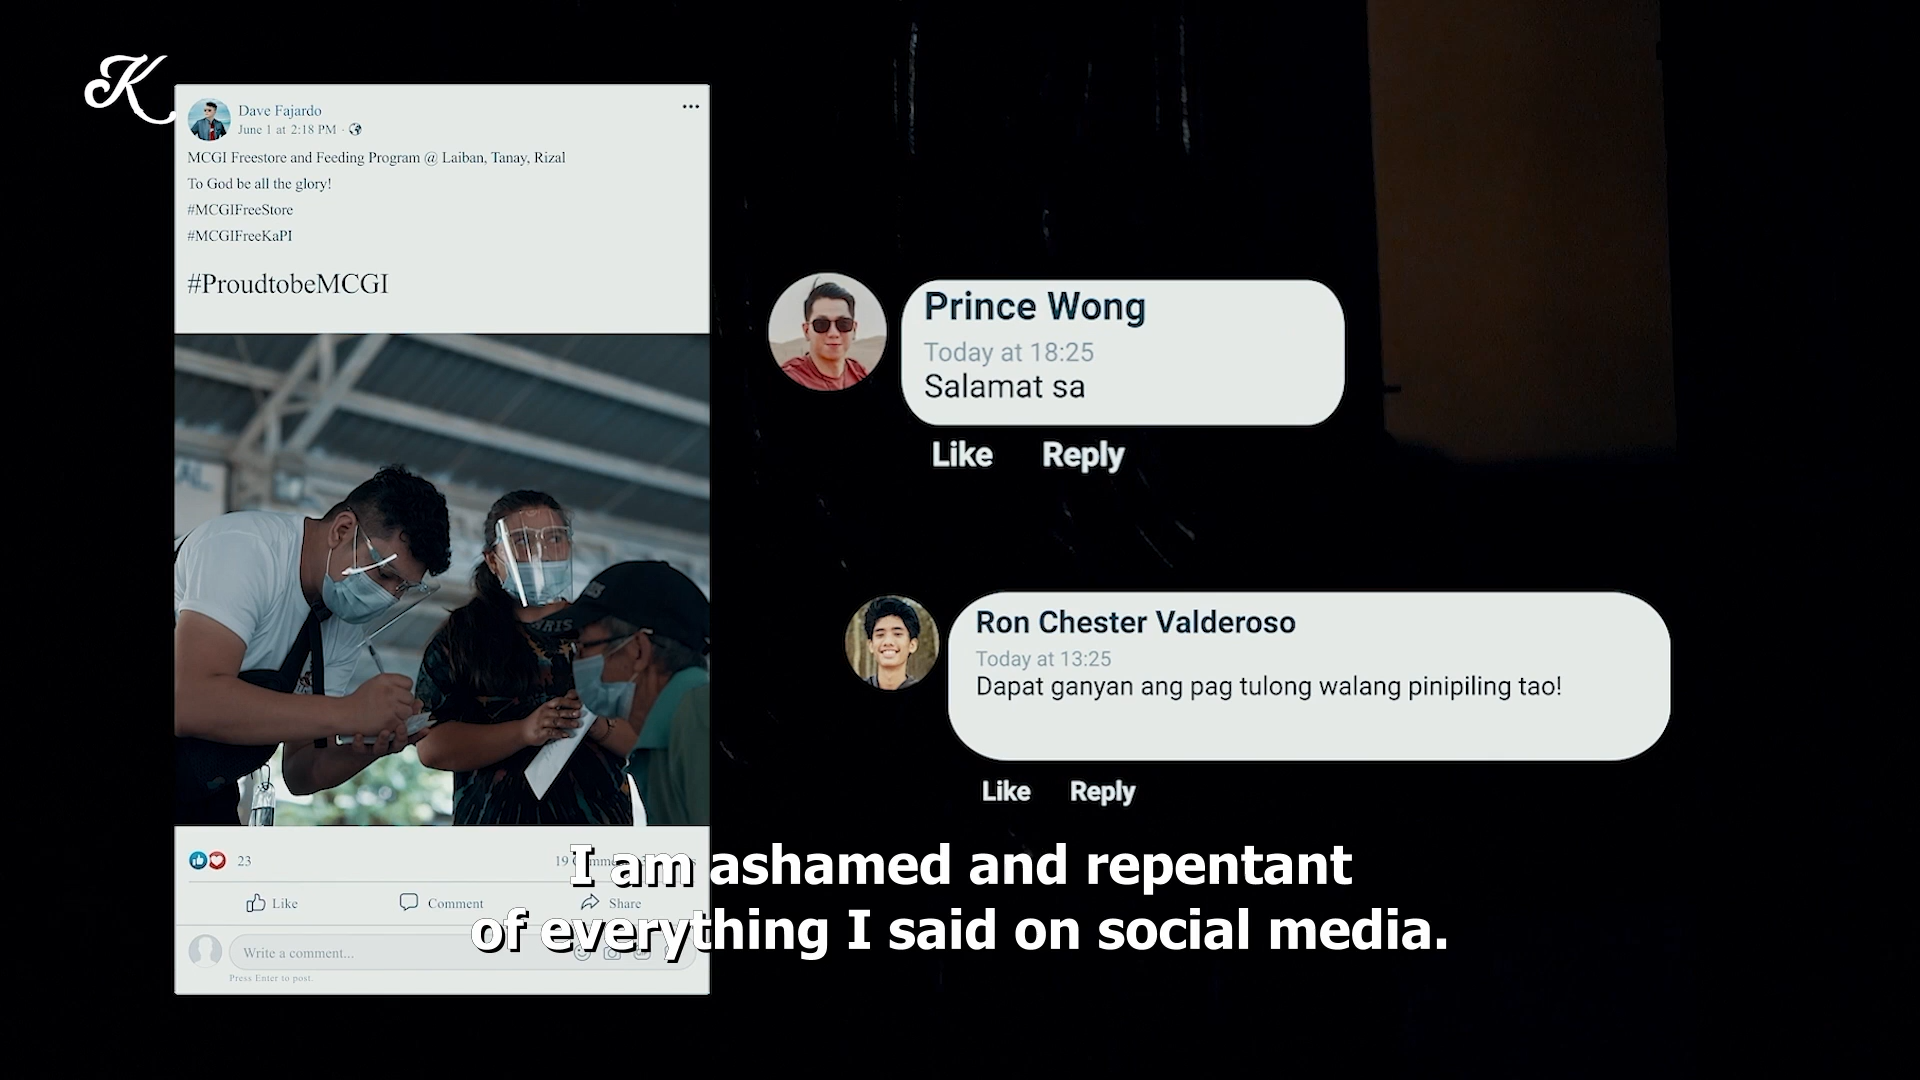 K
Dave Fajardo
June 1 at 2:18 PM ·
MCGI Freestore and Feeding Program @ Laiban, Tanay, Rizal
To God be all the glory!
#MCGIFreeStore
#MCGIFreeKaPI
#ProudtobeMCGI
23
19
Like
Comment
Share
Write a comment...
Press Enter to post.
Prince Wong
Today at 18:25
Salamat sa
Like Reply
Ron Chester Valderoso
Today at 13:25
Dapat ganyan ang pag tulong walang pinipiling tao!
Like Reply
I am ashamed and repentant
of everything I said on social media.